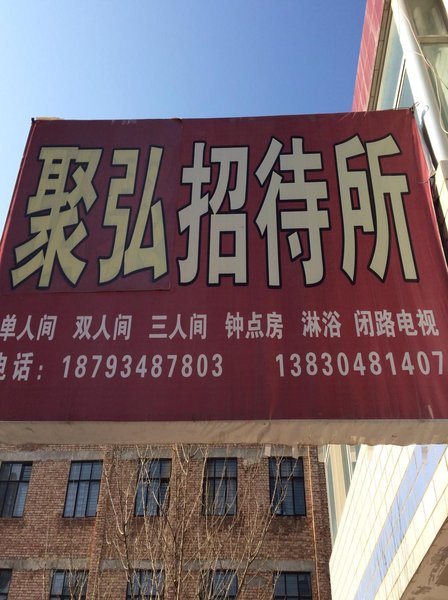 聚弘招待所
单人间 双人间 三人间 钟点房 淋浴 闭路电视
电话：18793487803 13830481407